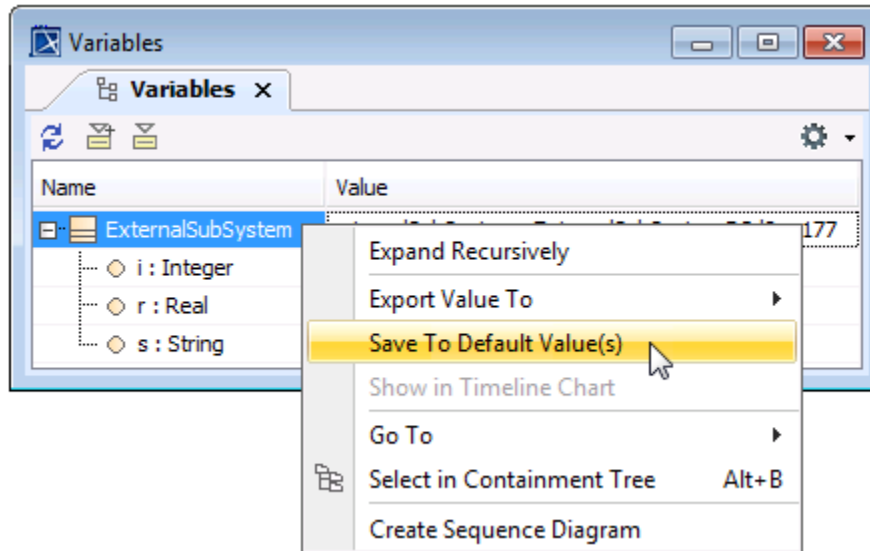 Variables
Variables X
Name Value
ExternalSubSystem 177
i : Integer
r : Real
s : String
Expand Recursively
Export Value To
Save To Default Value(s)
Show in Timeline Chart
Go To
Select in Containment Tree Alt+B
Create Sequence Diagram